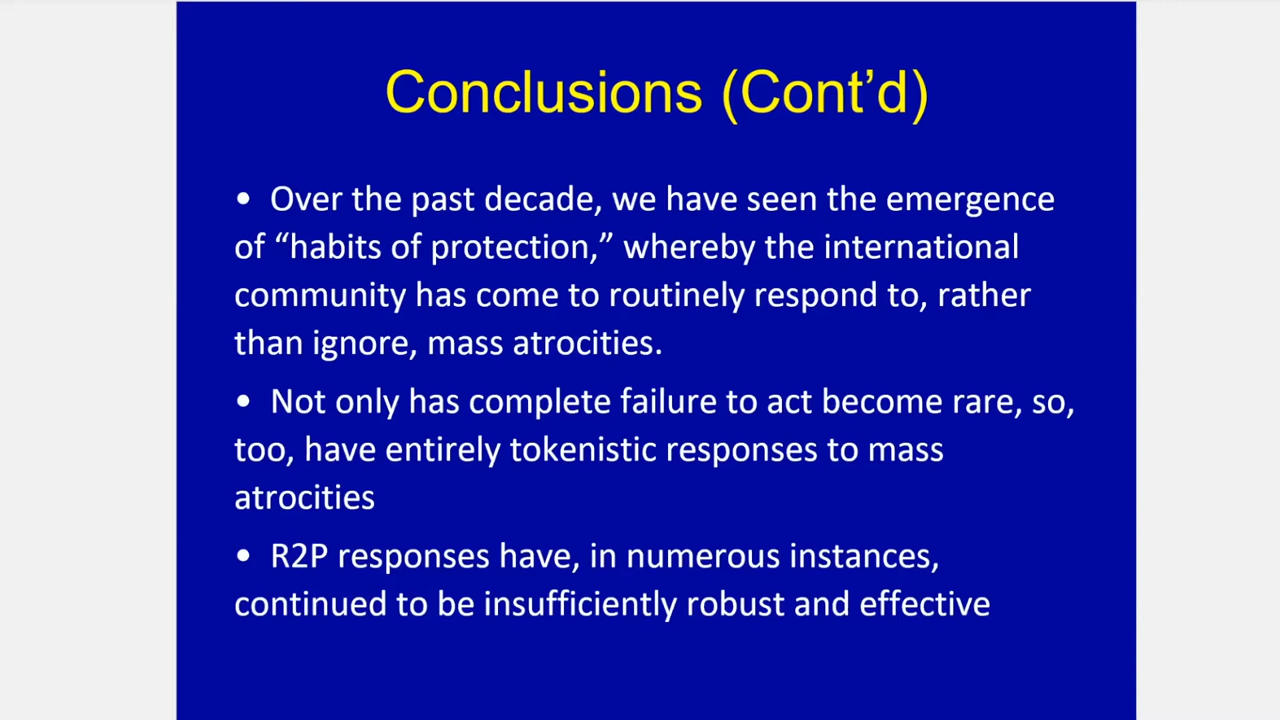 Conclusions (Cont’d)
• Over the past decade, we have seen the emergence
of “habits of protection,” whereby the international
community has come to routinely respond to, rather
than ignore, mass atrocities.
• Not only has complete failure to act become rare, so,
too, have entirely tokenistic responses to mass
atrocities
• R2P responses have, in numerous instances,
continued to be insufficiently robust and effective